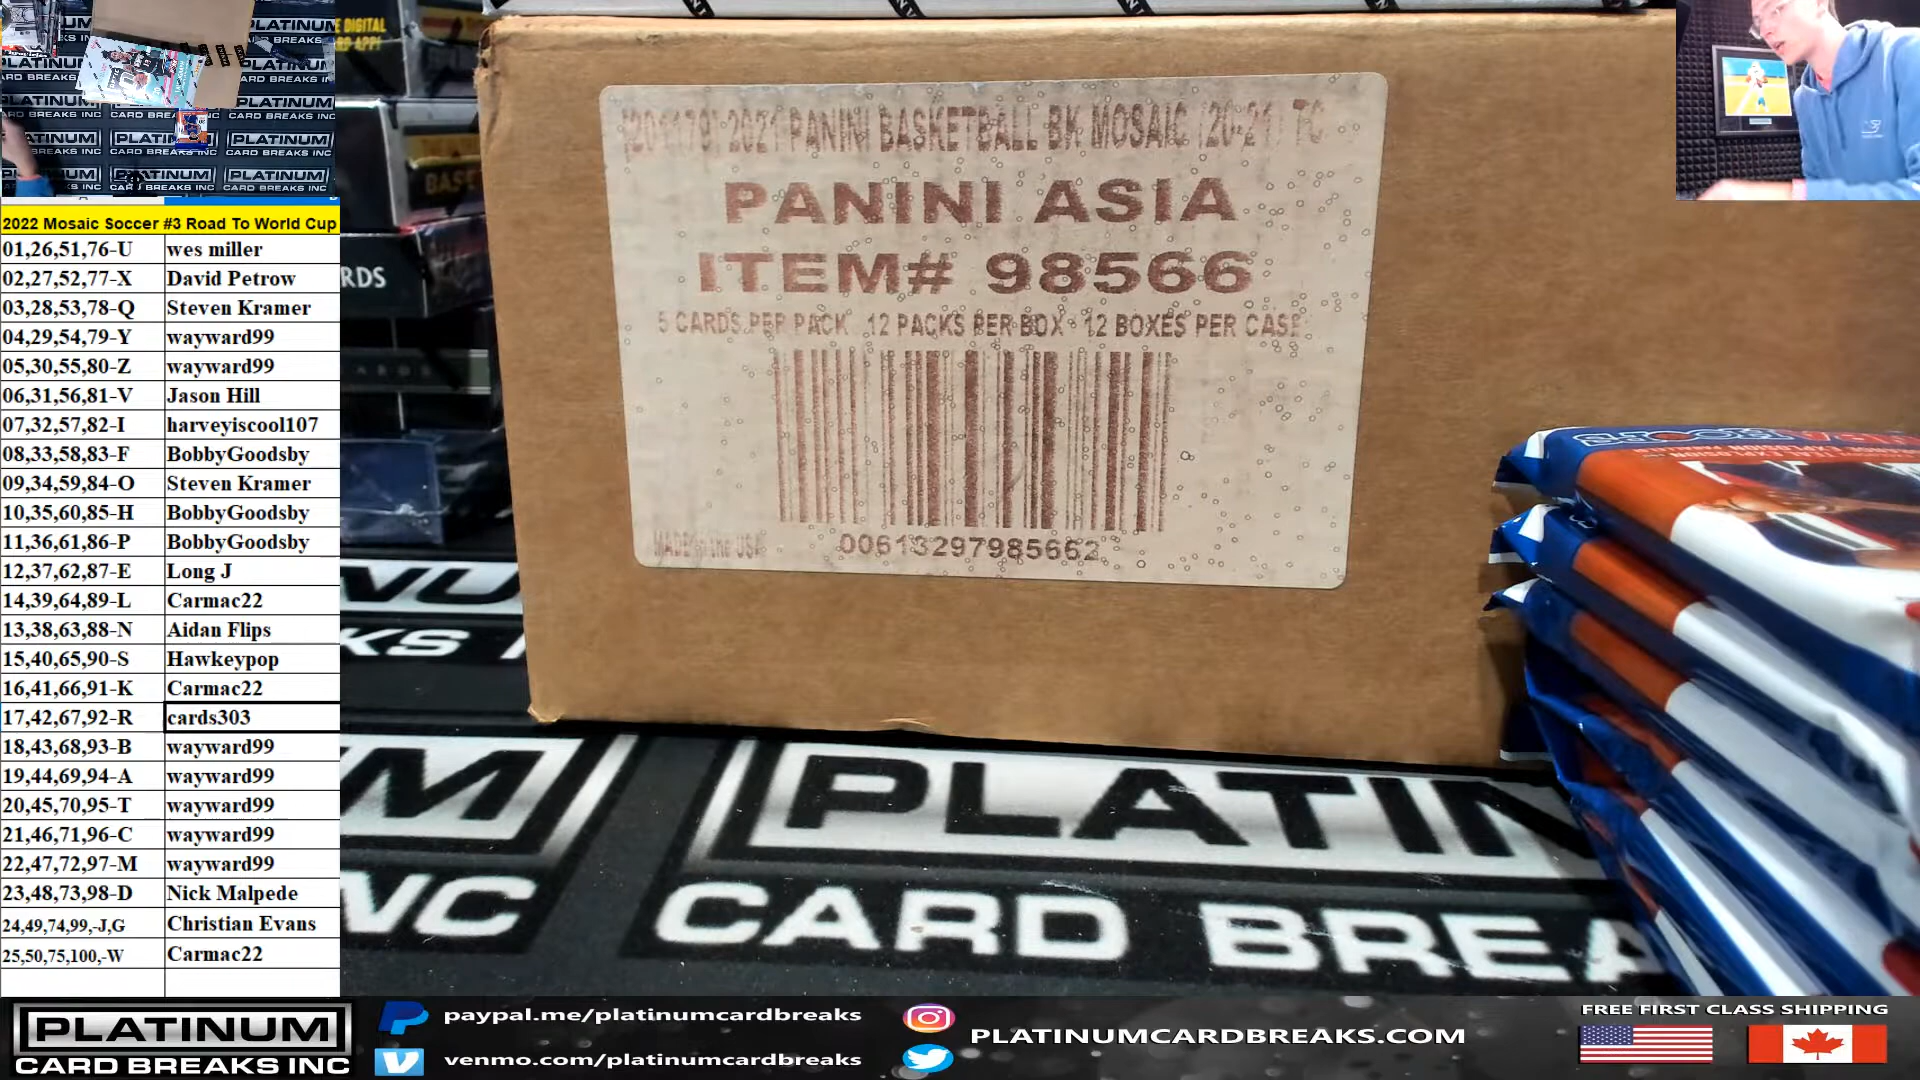 2022 Mosaic Soccer #3 Road To World Cup
01,26,51,76-U wes miller
02,27,52,77-X David Petrow
03,28,53,78-Q Steven Kramer
04,29,54,79-Y wayward99
05,30,55,80-Z wayward99
06,31,56,81-V Jason Hill
07,32,57,82-I harveyiscool107
08,33,58,83-F BobbyGoodsby
09,34,59,84-O Steven Kramer
10,35,60,85-H BobbyGoodsby
11,36,61,86-P BobbyGoodsby
12,37,62,87-E Long J
14,39,64,89-L Carmac22
13,38,63,88-N Aidan Flips
15,40,65,90-S Hawkeypop
16,41,66,91-K Carmac22
17,42,67,92-R cards303
18,43,68,93-B wayward99
19,44,69,94-A wayward99
20,45,70,95-T wayward99
21,46,71,96-C wayward99
22,47,72,97-M wayward99
23,48,73,98-D Nick Malpede
24,49,74,99,-J,G Christian Evans
25,50,75,100,-W Carmac22
2021 PANINI BASKETBALL BK MOSAIC (20-21) TC
PANINI ASIA
ITEM# 98566
5 CARDS PER PACK 12 PACKS PER BOX 12 BOXES PER CASE
MADE in the USA
00613297985662
RDS
PLATIN
CARD BREA
PLATINUM
CARD BREAKS INC
paypal.me/platinumcardbreaks
venmo.com/platinumcardbreaks
PLATINUMCARDBREAKS.COM
FREE FIRST CLASS SHIPPING